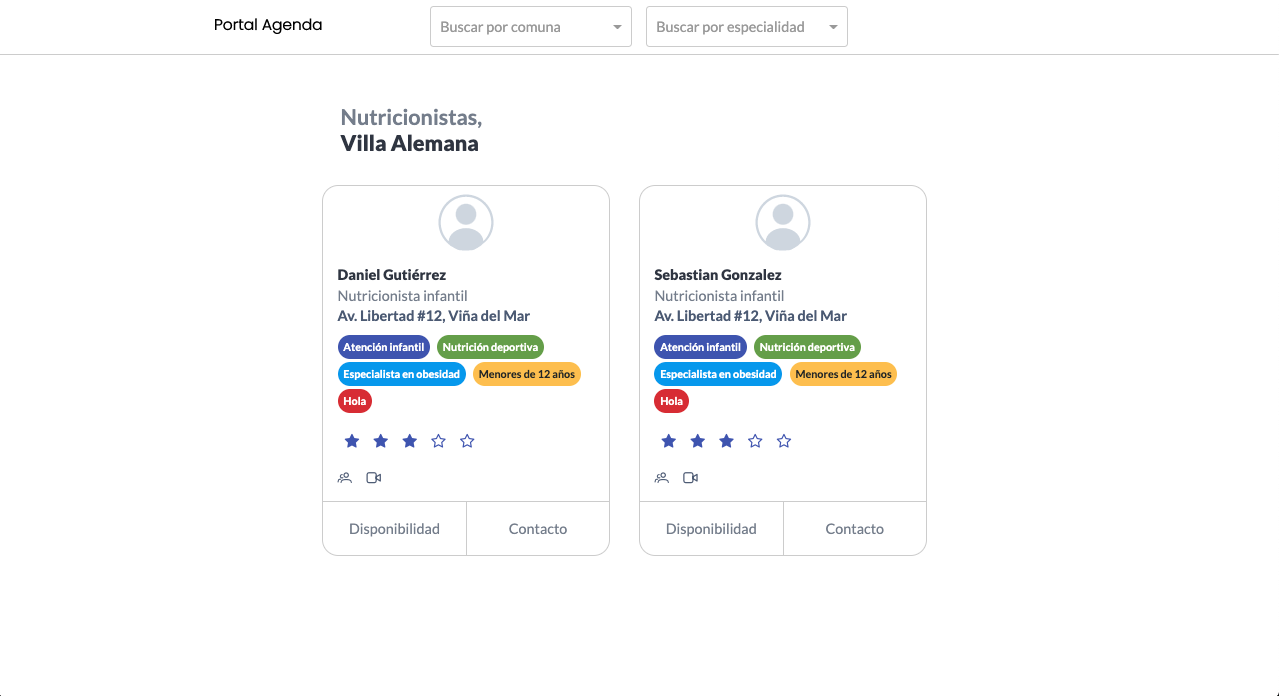 Portal Agenda
Buscar por comuna
Buscar por especialidad
Nutricionistas,
Villa Alemana
Daniel Gutiérrez
Nutricionista infantil
Av. Libertad #12, Viña del Mar
Atención infantil
Nutrición deportiva
Especialista en obesidad
Menores de 12 años
Hola
Disponibilidad
Contacto
Sebastian Gonzalez
Nutricionista infantil
Av. Libertad #12, Viña del Mar
Atención infantil
Nutrición deportiva
Especialista en obesidad
Menores de 12 años
Hola
Disponibilidad
Contacto